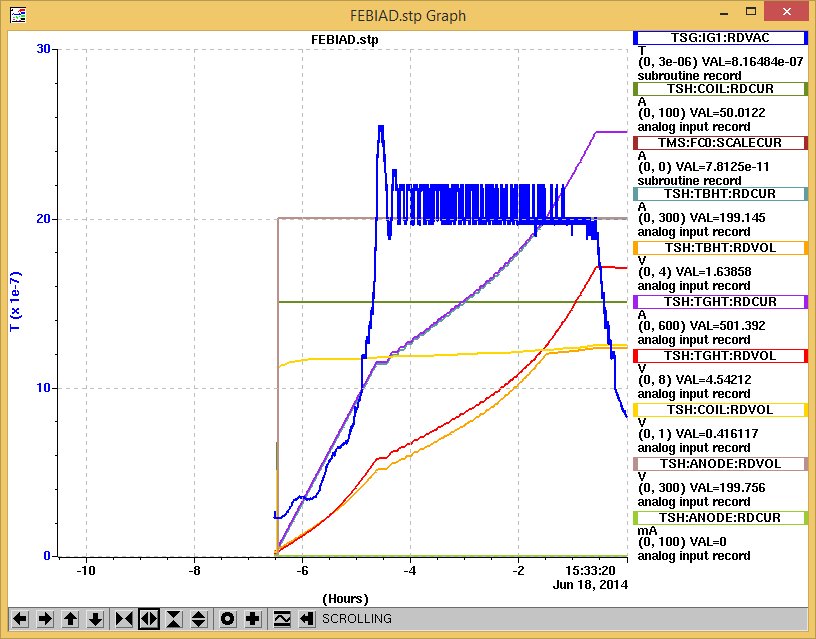 FEBIAD.stp Graph
FEBIAD.stp
30
20
10
0
T (x 1e-7)
-10
-8
-6
-4
-2
15:33:20
Jun 18, 2014
(Hours)
TSG:IG1:RDVAC
T
(0, 3e-06) VAL=8.16484e-07
subroutine record
TSH:COIL:RDCUR
A
(0, 100) VAL=50.0122
analog input record
TMS:FC0:SCALECUR
A
(0, 0) VAL=7.8125e-11
subroutine record
TSH:TBHT:RDCUR
A
(0, 300) VAL=199.145
analog input record
TSH:TBHT:RDVOL
V
(0, 4) VAL=1.63858
analog input record
TSH:TGHT:RDCUR
A
(0, 600) VAL=501.392
analog input record
TSH:TGHT:RDVOL
V
(0, 8) VAL=4.54212
analog input record
TSH:COIL:RDVOL
V
(0, 1) VAL=0.416117
analog input record
TSH:ANODE:RDVOL
V
(0, 300) VAL=199.756
analog input record
TSH:ANODE:RDCUR
mA
(0, 100) VAL=0
analog input record
SCROLLING